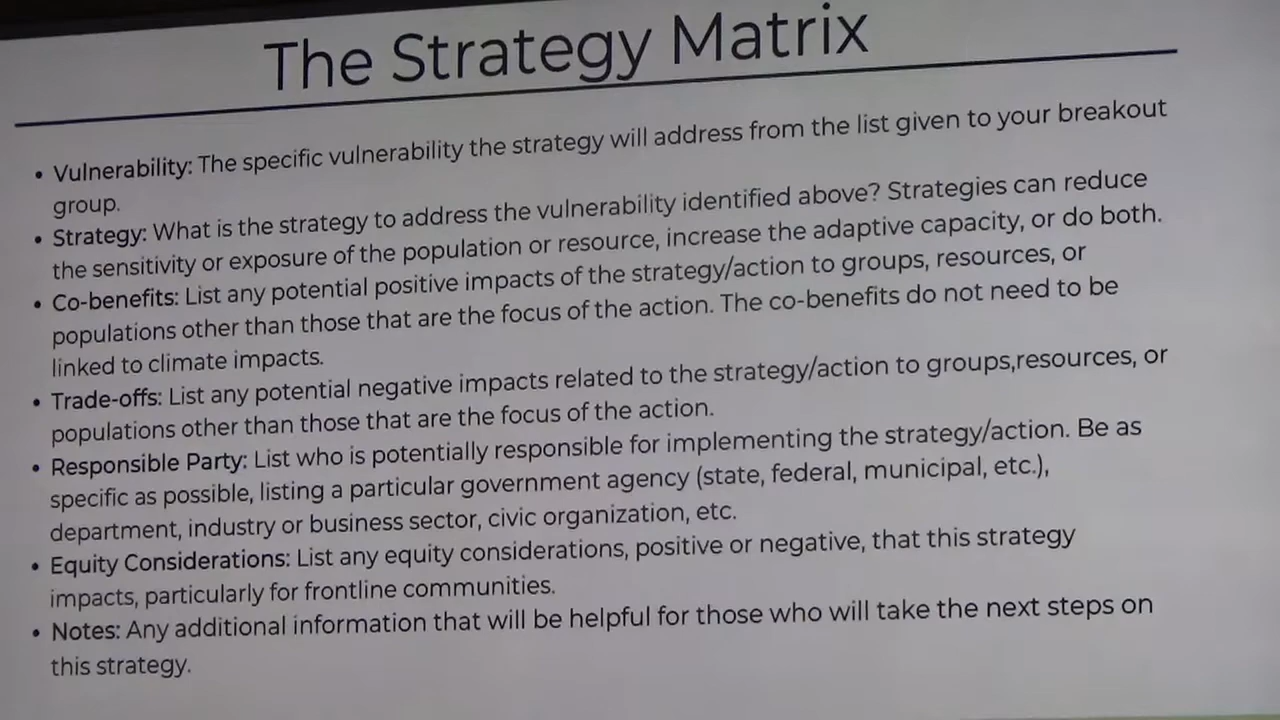 The Strategy Matrix
• Vulnerability: The specific vulnerability the strategy will address from the list given to your breakout
group.
• Strategy: What is the strategy to address the vulnerability identified above? Strategies can reduce
the sensitivity or exposure of the population or resource, increase the adaptive capacity, or do both.
• Co-benefits: List any potential positive impacts of the strategy/action to groups, resources, or
populations other than those that are the focus of the action. The co-benefits do not need to be
linked to climate impacts.
• Trade-offs: List any potential negative impacts related to the strategy/action to groups,resources, or
populations other than those that are the focus of the action.
• Responsible Party: List who is potentially responsible for implementing the strategy/action. Be as
specific as possible, listing a particular government agency (state, federal, municipal, etc.),
department, industry or business sector, civic organization, etc.
• Equity Considerations: List any equity considerations, positive or negative, that this strategy
impacts, particularly for frontline communities.
• Notes: Any additional information that will be helpful for those who will take the next steps on
this strategy.